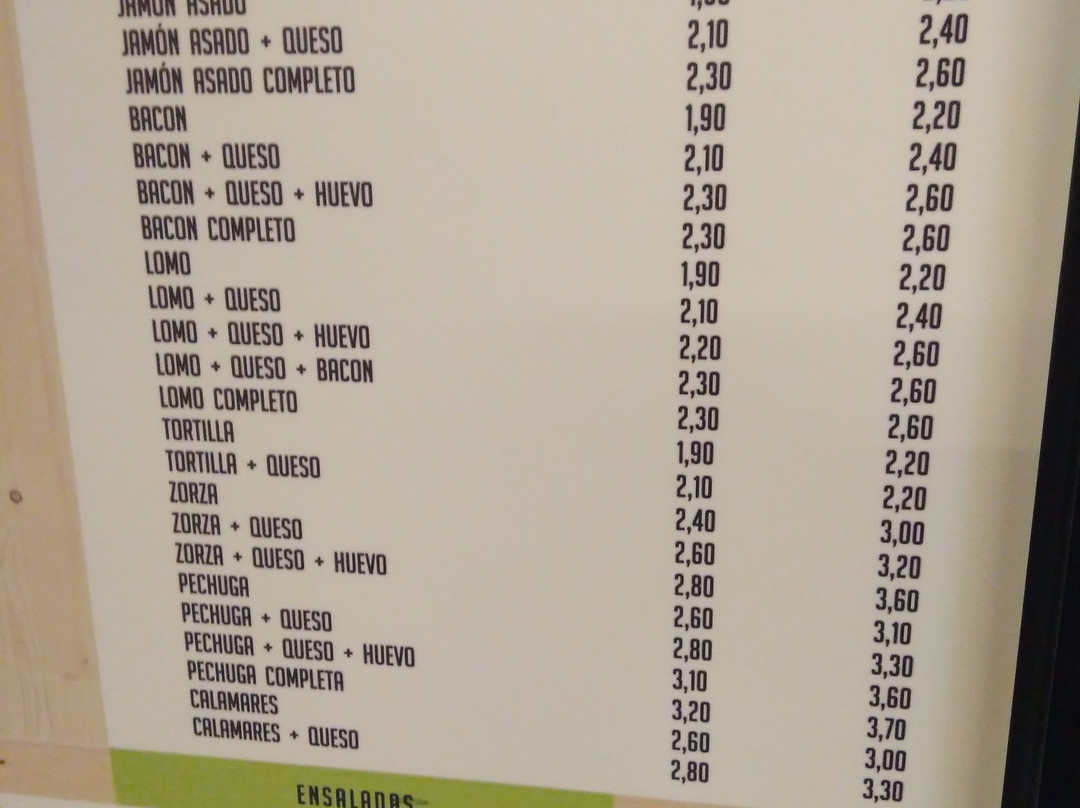 JAMÓN ASADO
JAMÓN ASADO + QUESO 2,10 2,40
JAMÓN ASADO COMPLETO 2,30 2,60
BACON 1,90 2,20
BACON + QUESO 2,10 2,40
BACON + QUESO + HUEVO 2,30 2,60
BACON COMPLETO 2,30 2,60
LOMO 1,90 2,20
LOMO + QUESO 2,10 2,40
LOMO + QUESO + HUEVO 2,20 2,60
LOMO + QUESO + BACON 2,30 2,60
LOMO COMPLETO 2,30 2,60
TORTILLA 1,90 2,20
TORTILLA + QUESO 2,10 2,20
ZORZA 2,40 3,00
ZORZA + QUESO 2,60 3,20
ZORZA + QUESO + HUEVO 2,80 3,60
PECHUGA 2,60 3,10
PECHUGA + QUESO 2,80 3,30
PECHUGA + QUESO + HUEVO 3,10 3,60
PECHUGA COMPLETA 3,20 3,70
CALAMARES 2,60 3,00
CALAMARES + QUESO 2,80 3,30
ENSALADAS